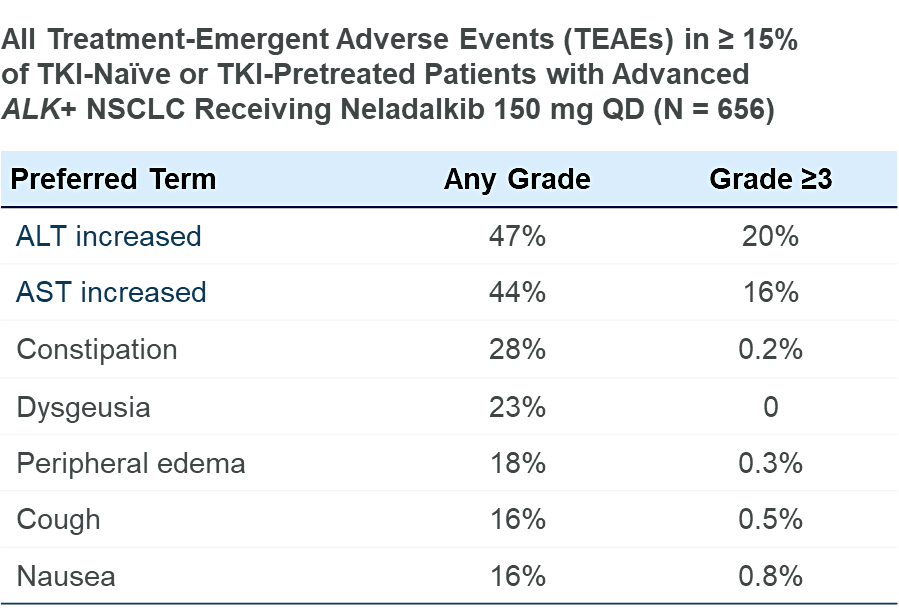 All Treatment-Emergent Adverse Events (TEAEs) in ≥ 15%
of TKI-Naïve or TKI-Pretreated Patients with Advanced
ALK+ NSCLC Receiving Neladalkib 150 mg QD (N = 656)
Preferred Term Any Grade Grade ≥3
ALT increased 47% 20%
AST increased 44% 16%
Constipation 28% 0.2%
Dysgeusia 23% 0
Peripheral edema 18% 0.3%
Cough 16% 0.5%
Nausea 16% 0.8%